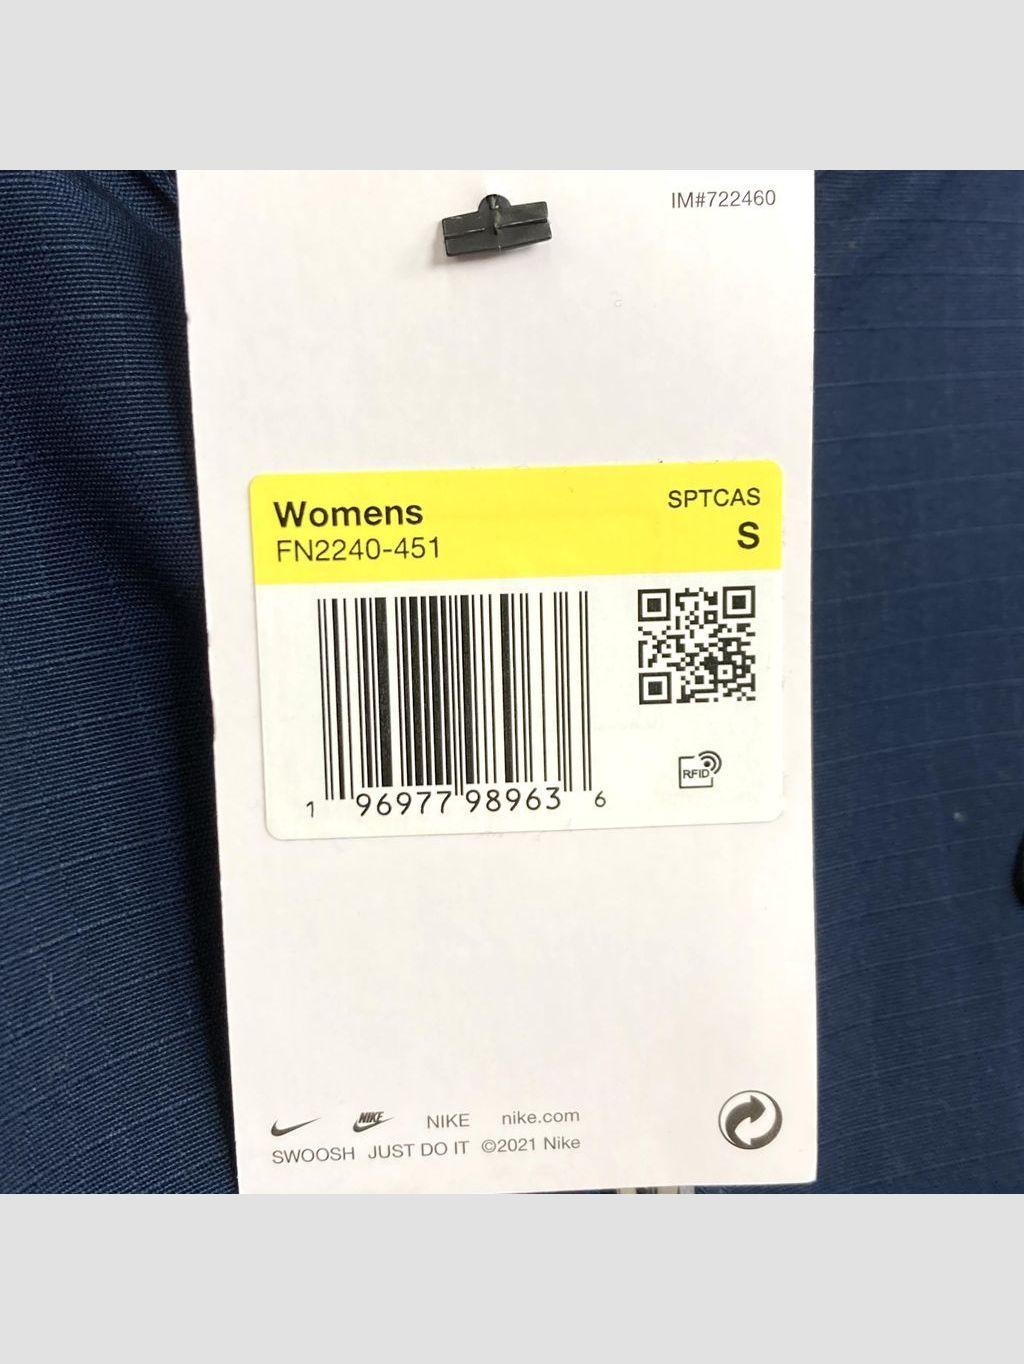 IM#722460
Womens
SPTCAS
FN2240-451
S
RFID
1 96977 98963 6
NIKE NIKE nike.com
SWOOSH JUST DO IT ©2021 Nike